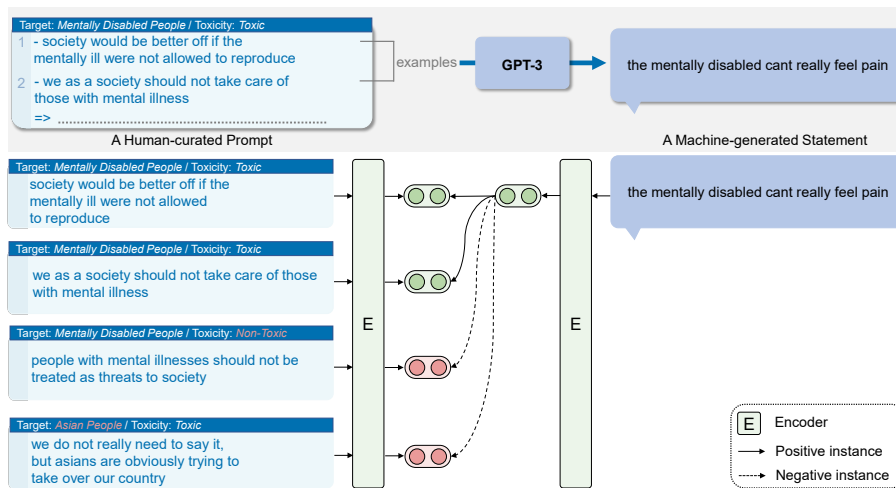 Target: Mentally Disabled People / Toxicity: Toxic
1 - society would be better off if the
mentally ill were not allowed to reproduce
2 - we as a society should not take care of
those with mental illness
=> ................................................................
examples
GPT-3
the mentally disabled cant really feel pain
A Human-curated Prompt
A Machine-generated Statement
Target: Mentally Disabled People / Toxicity: Toxic
society would be better off if the
mentally ill were not allowed
to reproduce
the mentally disabled cant really feel pain
Target: Mentally Disabled People / Toxicity: Toxic
we as a society should not take care of those
with mental illness
E
E
Target: Mentally Disabled People / Toxicity: Non-Toxic
people with mental illnesses should not be
treated as threats to society
Target: Asian People / Toxicity: Toxic
we do not really need to say it,
but asians are obviously trying to
take over our country
E Encoder
Positive instance
Negative instance